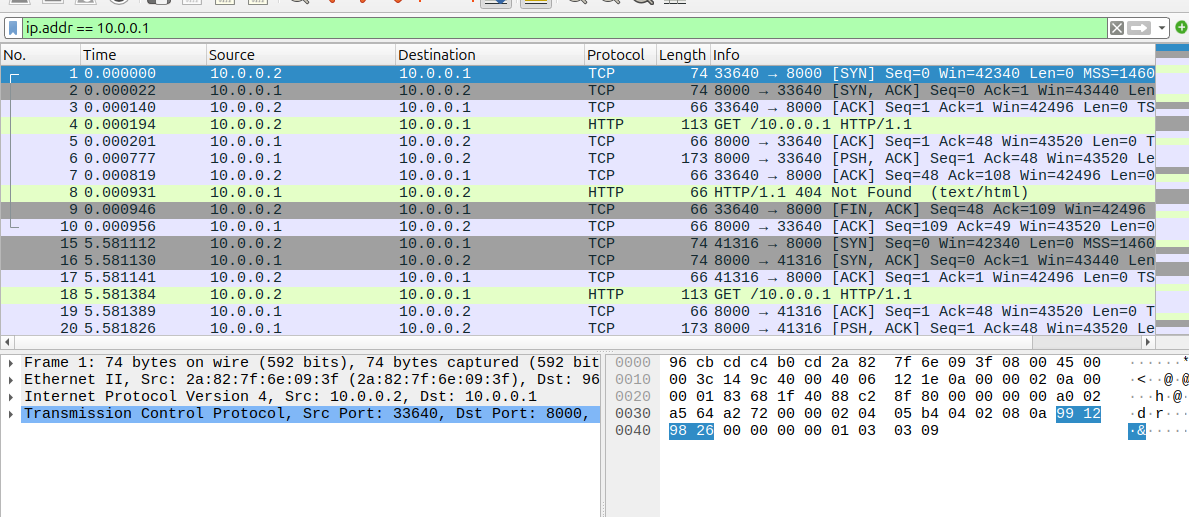 ip.addr == 10.0.0.1
No. Time Source Destination Protocol Length Info
1 0.000000 10.0.0.2 10.0.0.1 TCP 74 33640 → 8000 [SYN] Seq=0 Win=42340 Len=0 MSS=1460
2 0.000022 10.0.0.1 10.0.0.2 TCP 74 8000 → 33640 [SYN, ACK] Seq=0 Ack=1 Win=43440 Len
3 0.000140 10.0.0.2 10.0.0.1 TCP 66 33640 → 8000 [ACK] Seq=1 Ack=1 Win=42496 Len=0 TS
4 0.000194 10.0.0.2 10.0.0.1 HTTP 113 GET /10.0.0.1 HTTP/1.1
5 0.000201 10.0.0.1 10.0.0.2 TCP 66 8000 → 33640 [ACK] Seq=1 Ack=48 Win=43520 Len=0 T
6 0.000777 10.0.0.1 10.0.0.2 TCP 173 8000 → 33640 [PSH, ACK] Seq=1 Ack=48 Win=43520 Le
7 0.000819 10.0.0.2 10.0.0.1 TCP 66 33640 → 8000 [ACK] Seq=48 Ack=108 Win=42496 Len=0
8 0.000931 10.0.0.1 10.0.0.2 HTTP 66 HTTP/1.1 404 Not Found (text/html)
9 0.000946 10.0.0.2 10.0.0.1 TCP 66 33640 → 8000 [FIN, ACK] Seq=48 Ack=109 Win=42496
10 0.000956 10.0.0.1 10.0.0.2 TCP 66 8000 → 33640 [ACK] Seq=109 Ack=49 Win=43520 Len=0
15 5.581112 10.0.0.2 10.0.0.1 TCP 74 41316 → 8000 [SYN] Seq=0 Win=42340 Len=0 MSS=1460
16 5.581130 10.0.0.1 10.0.0.2 TCP 74 8000 → 41316 [SYN, ACK] Seq=0 Ack=1 Win=43440 Len
17 5.581141 10.0.0.2 10.0.0.1 TCP 66 41316 → 8000 [ACK] Seq=1 Ack=1 Win=42496 Len=0 TS
18 5.581384 10.0.0.2 10.0.0.1 HTTP 113 GET /10.0.0.1 HTTP/1.1
19 5.581389 10.0.0.1 10.0.0.2 TCP 66 8000 → 41316 [ACK] Seq=1 Ack=48 Win=43520 Len=0 T
20 5.581826 10.0.0.1 10.0.0.2 TCP 173 8000 → 41316 [PSH, ACK] Seq=1 Ack=48 Win=43520 Le
Frame 1: 74 bytes on wire (592 bits), 74 bytes captured (592 bit
Ethernet II, Src: 2a:82:7f:6e:09:3f (2a:82:7f:6e:09:3f), Dst: 96
Internet Protocol Version 4, Src: 10.0.0.2, Dst: 10.0.0.1
Transmission Control Protocol, Src Port: 33640, Dst Port: 8000,
0000 96 cb cd c4 b0 cd 2a 82 7f 6e 09 3f 08 00 45 00 ······*
0010 00 3c 14 9c 40 00 40 06 12 1e 0a 00 00 02 0a 00 ·<··@·@
0020 00 01 83 68 1f 40 88 c2 8f 80 00 00 00 00 a0 02 ···h·@·
0030 a5 64 a2 72 00 00 02 04 05 b4 04 02 08 0a 99 12 ·d·r···
0040 98 26 00 00 00 00 01 03 03 09 ·&·····